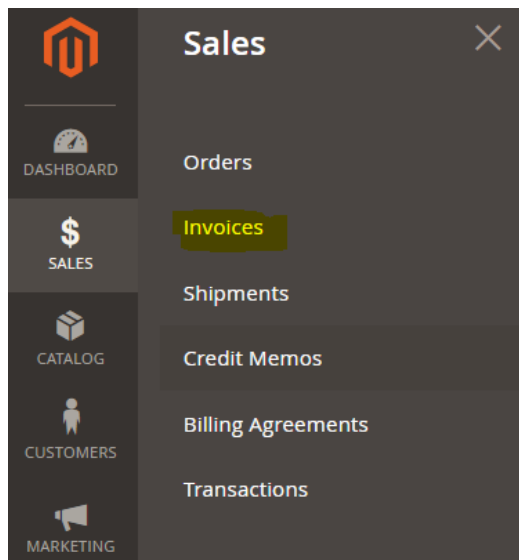 Sales
DASHBOARD
SALES
CATALOG
CUSTOMERS
MARKETING
Orders
Invoices
Shipments
Credit Memos
Billing Agreements
Transactions